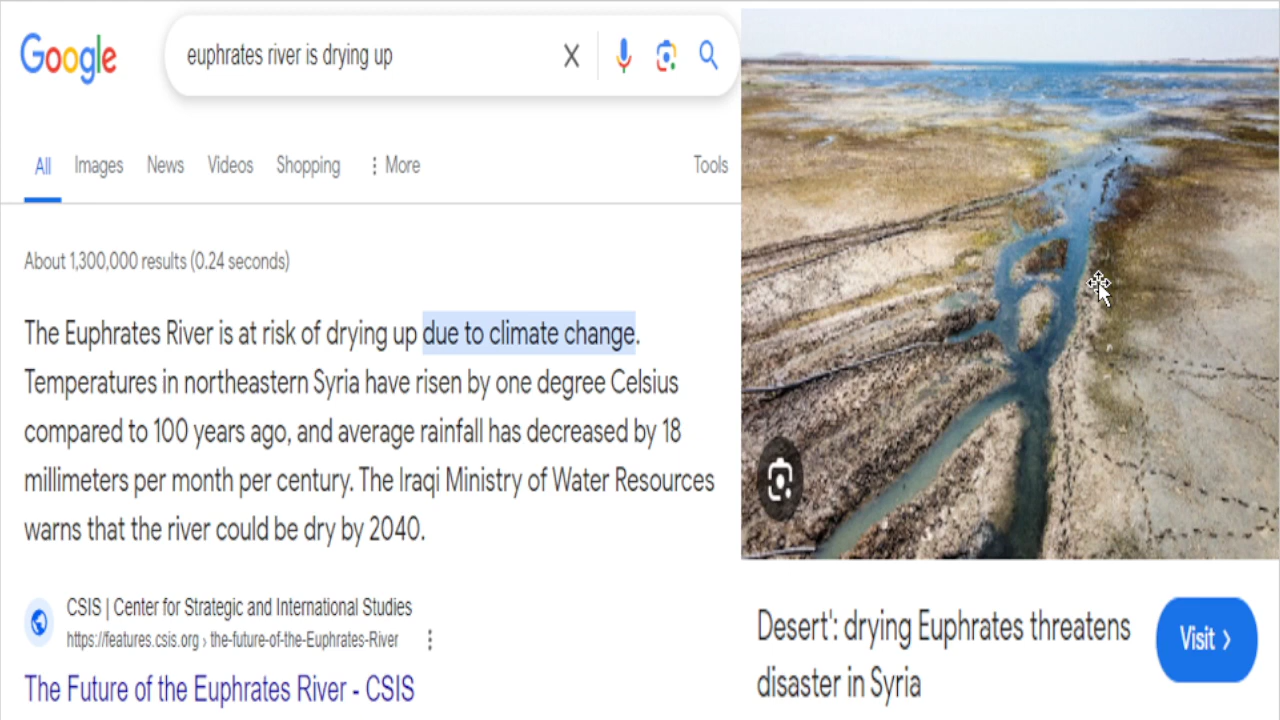 Google
euphrates river is drying up
All Images News Videos Shopping More Tools
About 1,300,000 results (0.24 seconds)
The Euphrates River is at risk of drying up due to climate change.
Temperatures in northeastern Syria have risen by one degree Celsius
compared to 100 years ago, and average rainfall has decreased by 18
millimeters per month per century. The Iraqi Ministry of Water Resources
warns that the river could be dry by 2040.
CSIS | Center for Strategic and International Studies
https://features.csis.org › the-future-of-the-Euphrates-River
The Future of the Euphrates River - CSIS
Desert': drying Euphrates threatens
disaster in Syria
Visit ›